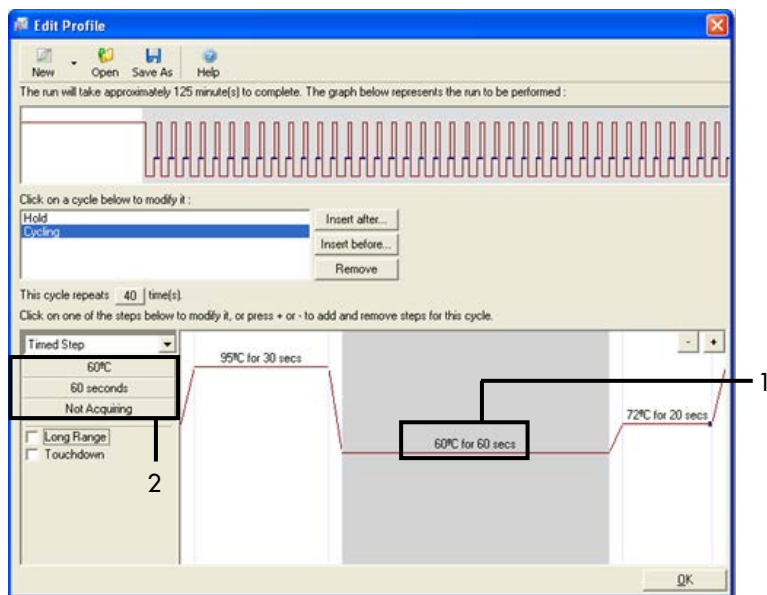 Edit Profile
New Open Save As Help
The run will take approximately 125 minute(s) to complete. The graph below represents the run to be performed :
Click on a cycle below to modify it :
Hold
Cycling
Insert after...
Insert before...
Remove
This cycle repeats 40 time(s).
Click on one of the steps below to modify it, or press + or - to add and remove steps for this cycle.
Timed Step
- +
60ºC
60 seconds
Not Acquiring
Long Range
Touchdown
95ºC for 30 secs
60ºC for 60 secs
72ºC for 20 secs
1
2
OK